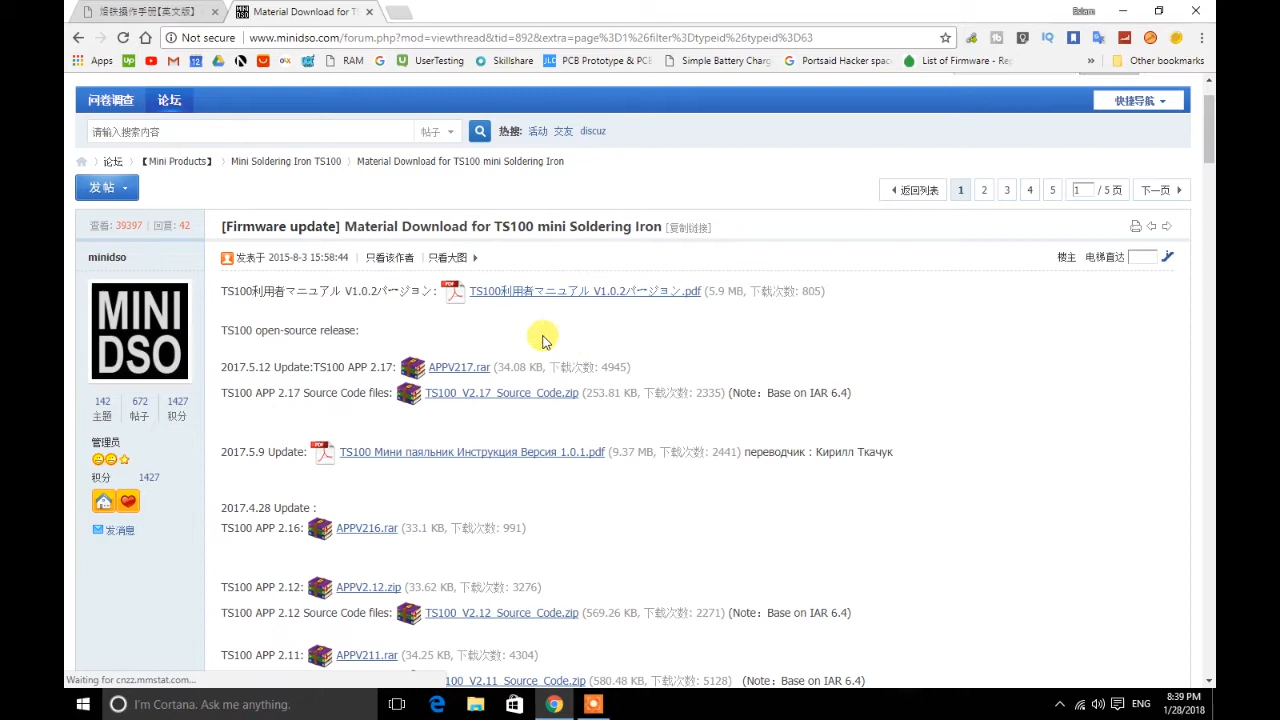 烙铁操作手册【英文版】
Material Download for T
Not secure
www.minidso.com/forum.php?mod=viewthread&tid=892&extra=page%3D1%26filter%3Dtypeid%26typeid%3D63
Apps
RAM
UserTesting
Skillshare
PCB Prototype & PC
Simple Battery Charg
Portsaid Hacker spac
List of Firmware - Re
»
Other bookmarks
问卷调查
论坛
快捷导航
请输入搜索内容
帖子
热搜: 活动 交友 discuz
论坛 › 【Mini Products】 › Mini Soldering Iron TS100 › Material Download for TS100 mini Soldering Iron
发帖
返回列表
1 2 3 4 5
1 / 5 页
下一页
查看: 39397 | 回复: 42
[Firmware update] Material Download for TS100 mini Soldering Iron [复制链接]
minidso
发表于 2015-8-3 15:58:44 | 只看该作者 | 只看大图
楼主 电梯直达
MINI
DSO
TS100利用者マニュアル V1.0.2バージョン: TS100利用者マニュアル V1.0.2バージョン.pdf (5.9 MB, 下载次数: 805)
TS100 open-source release:
2017.5.12 Update:TS100 APP 2.17: APPV217.rar (34.08 KB, 下载次数: 4945)
TS100 APP 2.17 Source Code files: TS100_V2.17_Source_Code.zip (253.81 KB, 下载次数: 2335) (Note：Base on IAR 6.4)
142 672 1427
主题 帖子 积分
管理员
积分 1427
发消息
2017.5.9 Update: TS100 Мини паяльник Инструкция Версия 1.0.1.pdf (9.37 MB, 下载次数: 2441) переводчик : Кирилл Ткачук
2017.4.28 Update :
TS100 APP 2.16: APPV216.rar (33.1 KB, 下载次数: 991)
TS100 APP 2.12: APPV2.12.zip (33.62 KB, 下载次数: 3276)
TS100 APP 2.12 Source Code files: TS100_V2.12_Source_Code.zip (569.26 KB, 下载次数: 2271) (Note：Base on IAR 6.4)
TS100 APP 2.11: APPV211.rar (34.25 KB, 下载次数: 4304)
00_V2.11_Source_Code.zip (580.48 KB, 下载次数: 5128) (Note：Base on IAR 6.4)
Waiting for cnzz.mmstat.com...
I'm Cortana. Ask me anything.
ENG
8:39 PM
1/28/2018